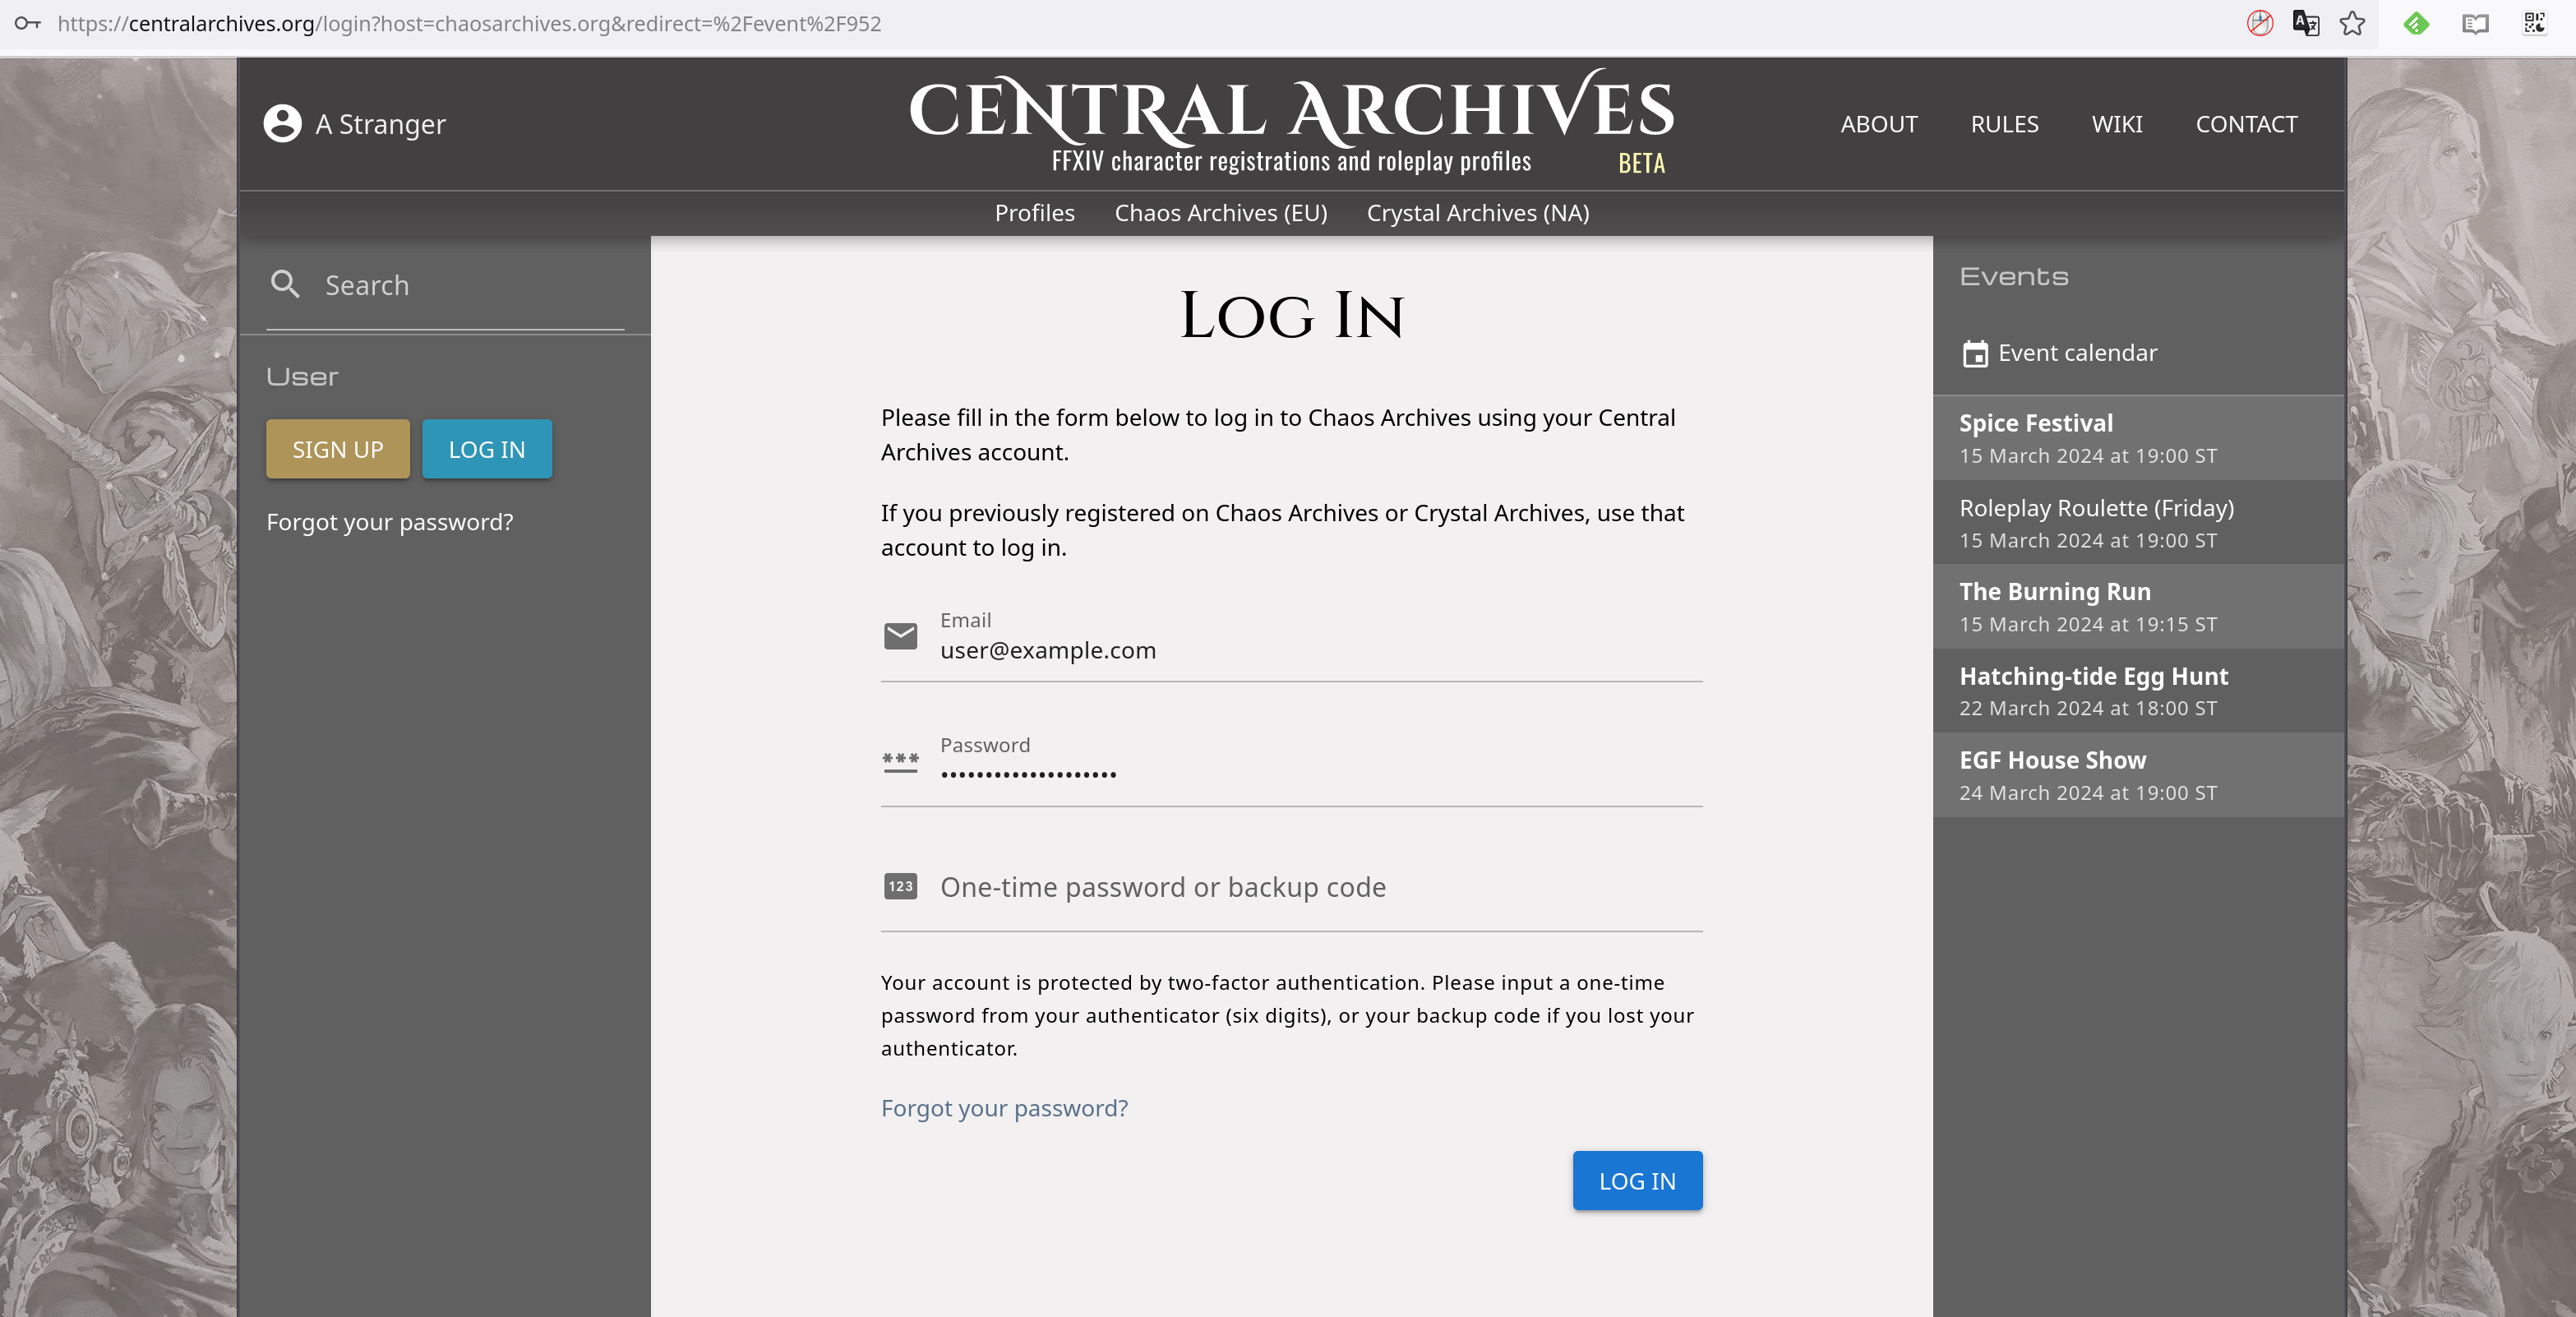 https://centralarchives.org/login?host=chaosarchives.org&redirect=%2Fevent%2F952
A Stranger
CENTRAL ARCHIVES
FFXIV character registrations and roleplay profiles
BETA
ABOUT
RULES
WIKI
CONTACT
Profiles
Chaos Archives (EU)
Crystal Archives (NA)
Search
User
SIGN UP
LOG IN
Forgot your password?
Log In
Please fill in the form below to log in to Chaos Archives using your Central
Archives account.
If you previously registered on Chaos Archives or Crystal Archives, use that
account to log in.
Email
user@example.com
***
Password
••••••••••••••••••••
123
One-time password or backup code
Your account is protected by two-factor authentication. Please input a one-time
password from your authenticator (six digits), or your backup code if you lost your
authenticator.
Forgot your password?
LOG IN
Events
Event calendar
Spice Festival
15 March 2024 at 19:00 ST
Roleplay Roulette (Friday)
15 March 2024 at 19:00 ST
The Burning Run
15 March 2024 at 19:15 ST
Hatching-tide Egg Hunt
22 March 2024 at 18:00 ST
EGF House Show
24 March 2024 at 19:00 ST